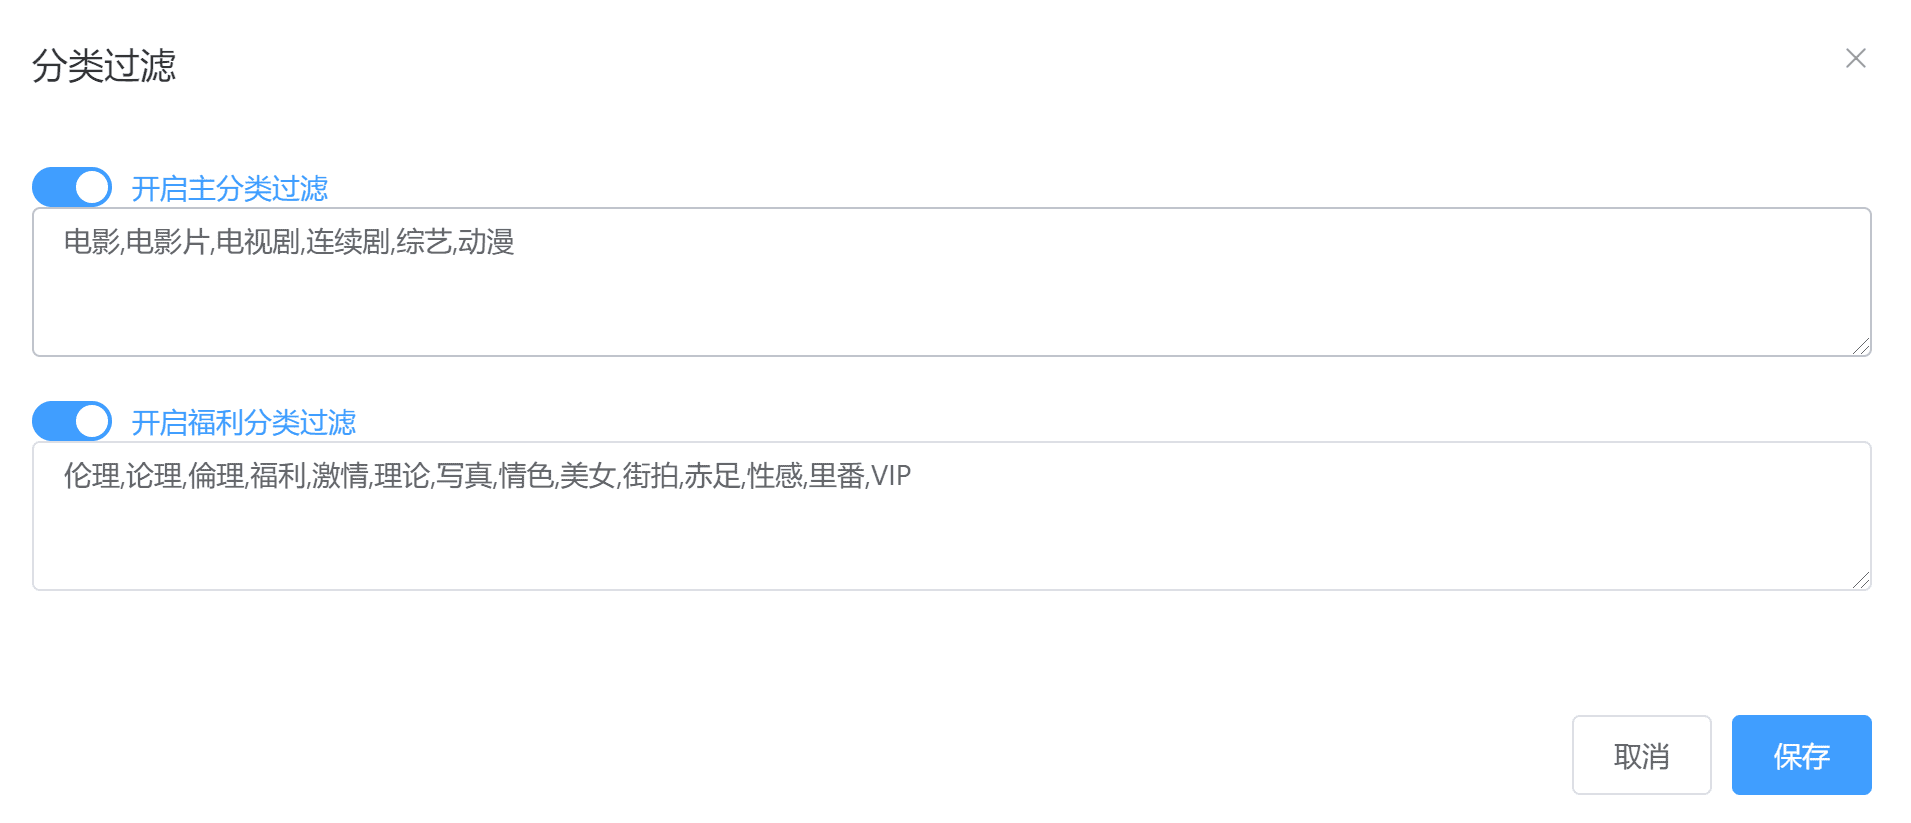 分类过滤
开启主分类过滤
电影,电影片,电视剧,连续剧,综艺,动漫
开启福利分类过滤
伦理,论理,倫理,福利,激情,理论,写真,情色,美女,街拍,赤足,性感,里番,VIP
取消
保存